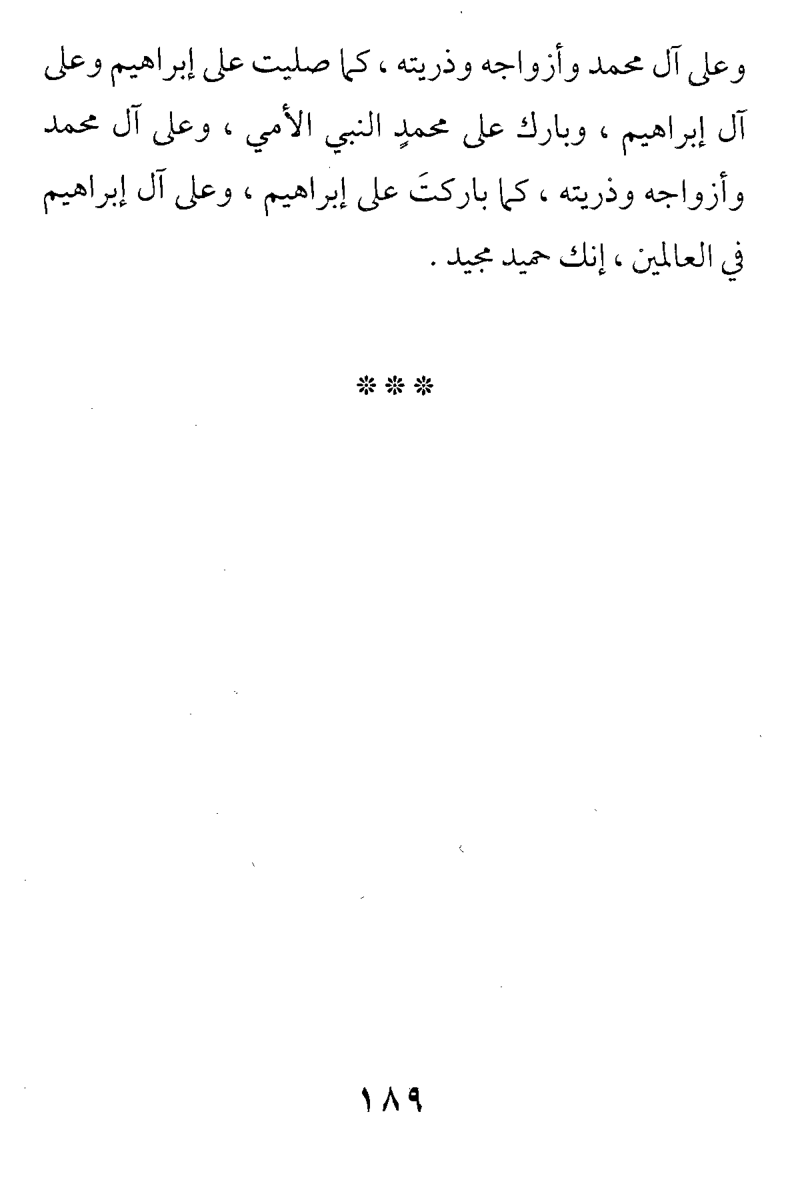 وعلى آل محمد وأزواجه وذريته ، كما صليت على إبراهيم وعلى
آل إبراهيم ، وبارك على محمدٍ النبي الأمي ، وعلى آل محمد
وأزواجه وذريته ، كما باركتَ على إبراهيم ، وعلى آل إبراهيم
في العالمين ، إنك حميد مجيد .
***
١٨٩